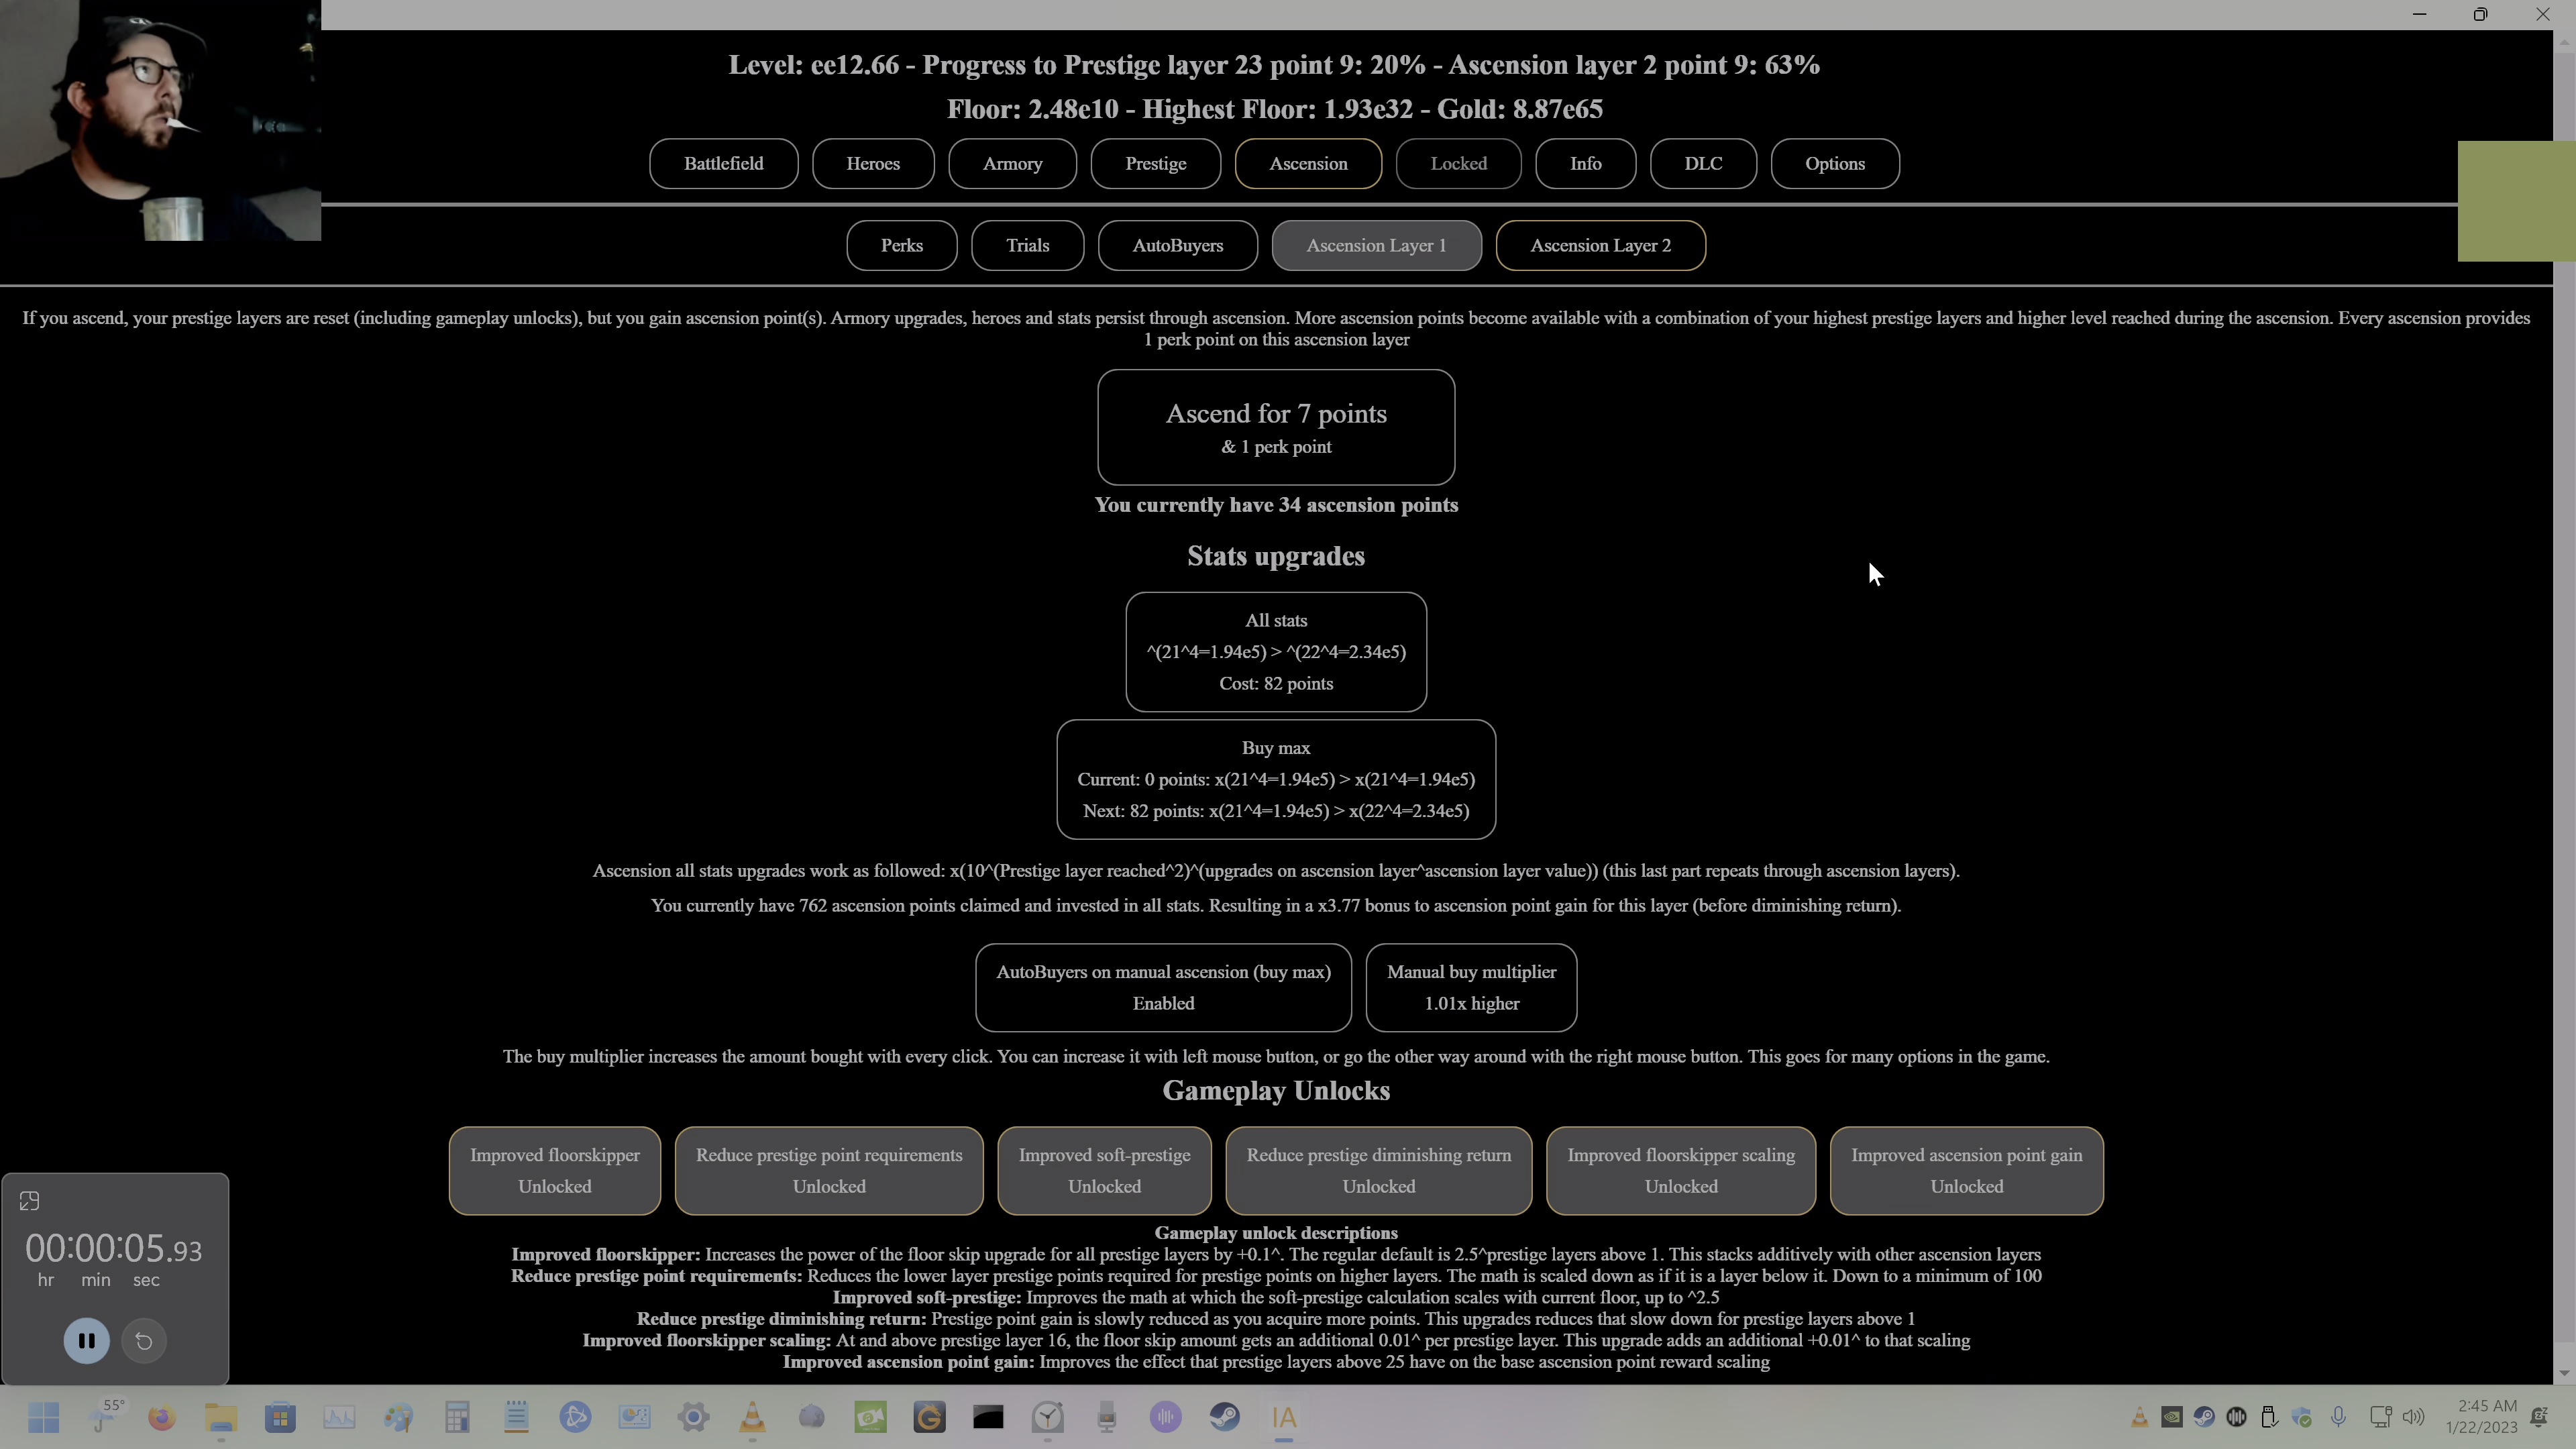 Level: ee12.66 - Progress to Prestige layer 23 point 9: 20% - Ascension layer 2 point 9: 63%
Floor: 2.48e10 - Highest Floor: 1.93e32 - Gold: 8.87e65
Battlefield Heroes Armory Prestige Ascension Locked Info DLC Options
Perks Trials AutoBuyers Ascension Layer 1 Ascension Layer 2
If you ascend, your prestige layers are reset (including gameplay unlocks), but you gain ascension point(s). Armory upgrades, heroes and stats persist through ascension. More ascension points become available with a combination of your highest prestige layers and higher level reached during the ascension. Every ascension provides
1 perk point on this ascension layer
Ascend for 7 points
& 1 perk point
You currently have 34 ascension points
Stats upgrades
All stats
^(21^4=1.94e5) > ^(22^4=2.34e5)
Cost: 82 points
Buy max
Current: 0 points: x(21^4=1.94e5) > x(21^4=1.94e5)
Next: 82 points: x(21^4=1.94e5) > x(22^4=2.34e5)
Ascension all stats upgrades work as followed: x(10^(Prestige layer reached^2)^(upgrades on ascension layer^ascension layer value)) (this last part repeats through ascension layers).
You currently have 762 ascension points claimed and invested in all stats. Resulting in a x3.77 bonus to ascension point gain for this layer (before diminishing return).
AutoBuyers on manual ascension (buy max) Manual buy multiplier
Enabled 1.01x higher
The buy multiplier increases the amount bought with every click. You can increase it with left mouse button, or go the other way around with the right mouse button. This goes for many options in the game.
Gameplay Unlocks
Improved floorskipper Reduce prestige point requirements Improved soft-prestige Reduce prestige diminishing return Improved floorskipper scaling Improved ascension point gain
Unlocked Unlocked Unlocked Unlocked Unlocked Unlocked
Gameplay unlock descriptions
Improved floorskipper: Increases the power of the floor skip upgrade for all prestige layers by +0.1^. The regular default is 2.5^prestige layers above 1. This stacks additively with other ascension layers
Reduce prestige point requirements: Reduces the lower layer prestige points required for prestige points on higher layers. The math is scaled down as if it is a layer below it. Down to a minimum of 100
Improved soft-prestige: Improves the math at which the soft-prestige calculation scales with current floor, up to ^2.5
Reduce prestige diminishing return: Prestige point gain is slowly reduced as you acquire more points. This upgrades reduces that slow down for prestige layers above 1
Improved floorskipper scaling: At and above prestige layer 16, the floor skip amount gets an additional 0.01^ per prestige layer. This upgrade adds an additional +0.01^ to that scaling
Improved ascension point gain: Improves the effect that prestige layers above 25 have on the base ascension point reward scaling
00:00:05.93
hr min sec
55°
IA
2:45 AM
1/22/2023